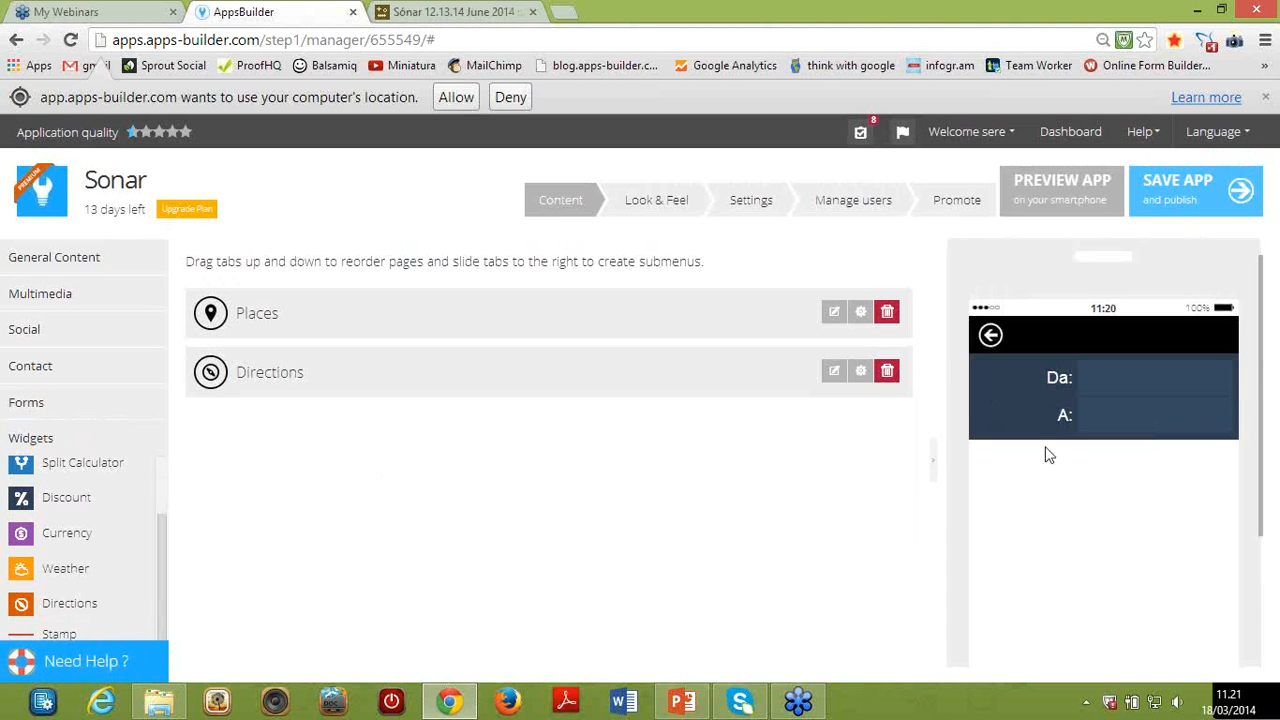 My Webinars × AppsBuilder × Sónar 12.13.14 June 2014 ×
apps.apps-builder.com/step1/manager/655549/#
Apps Sprout Social ProofHQ Balsamiq Miniatura MailChimp blog.apps-builder.c... Google Analytics think with google infogr.am Team Worker Online Form Builder... »
app.apps-builder.com wants to use your computer's location. Allow Deny Learn more ×
Application quality 8 Welcome sere Dashboard Help Language
PREMIUM
Sonar
13 days left Upgrade Plan
Content Look & Feel Settings Manage users Promote
PREVIEW APP
on your smartphone
SAVE APP
and publish
General Content
Multimedia
Social
Contact
Forms
Widgets
Split Calculator
Discount
Currency
Weather
Directions
Stamp
Need Help ?
Drag tabs up and down to reorder pages and slide tabs to the right to create submenus.
Places
Directions
11:20 100%
Da:
A:
DOC W P
11.21
18/03/2014